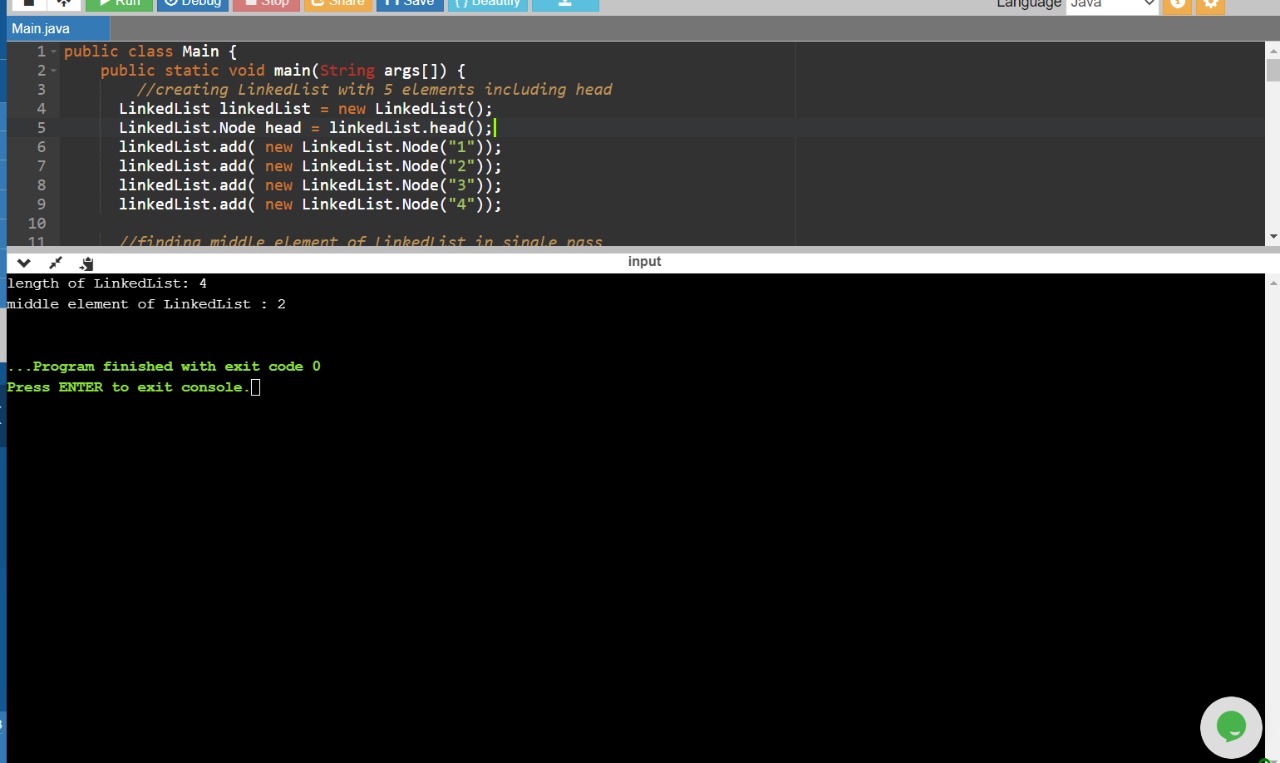 Run Debug Stop Share Save { } Beautify Language Java
Main.java
1 public class Main {
2 public static void main(String args[]) {
3 //creating LinkedList with 5 elements including head
4 LinkedList linkedList = new LinkedList();
5 LinkedList.Node head = linkedList.head();
6 linkedList.add( new LinkedList.Node("1"));
7 linkedList.add( new LinkedList.Node("2"));
8 linkedList.add( new LinkedList.Node("3"));
9 linkedList.add( new LinkedList.Node("4"));
10
11 //finding middle element of LinkedList in single pass
input
length of LinkedList: 4
middle element of LinkedList : 2
...Program finished with exit code 0
Press ENTER to exit console.